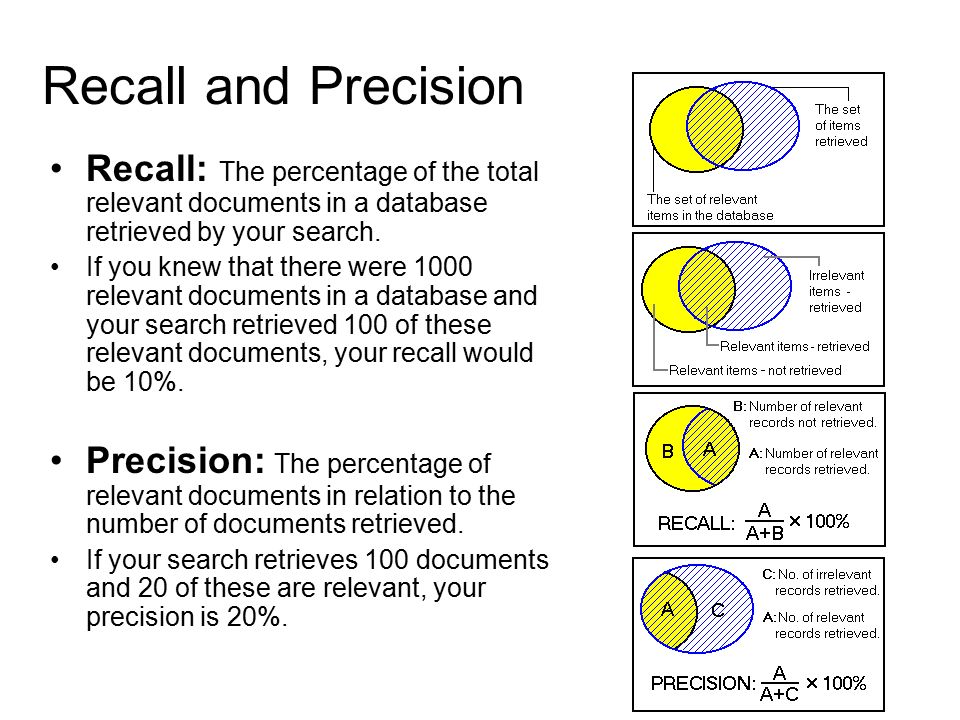 Recall and Precision
• Recall: The percentage of the total
relevant documents in a database
retrieved by your search.
• If you knew that there were 1000
relevant documents in a database and
your search retrieved 100 of these
relevant documents, your recall would
be 10%.
• Precision: The percentage of
relevant documents in relation to the
number of documents retrieved.
• If your search retrieves 100 documents
and 20 of these are relevant, your
precision is 20%.
The set
of items
retrieved
The set of relevant
items in the database
Irrelevant
items -
retrieved
Relevant items - retrieved
Relevant items - not retrieved
B: Number of relevant
records not retrieved.
B A
A: Number of relevant
records retrieved.
RECALL: A / A+B × 100%
C: No. of irrelevant
records retrieved.
A C
A: No. of relevant
records retrieved.
PRECISION: A / A+C × 100%